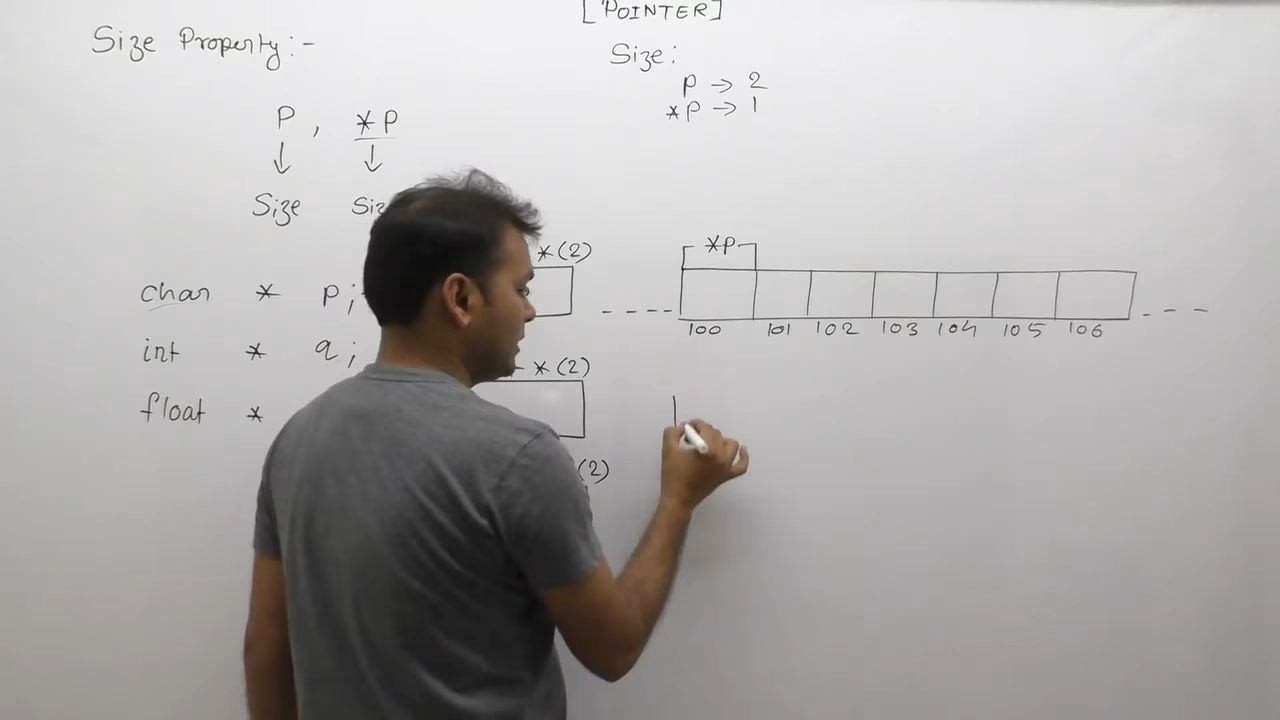 [POINTER]
Size Property:-
Size:
P → 2
*P → 1
P , *P
↓ ↓
Size
*(2)
*P
char * p;
100 101 102 103 104 105 106
int * q;
*(2)
float *
(2)